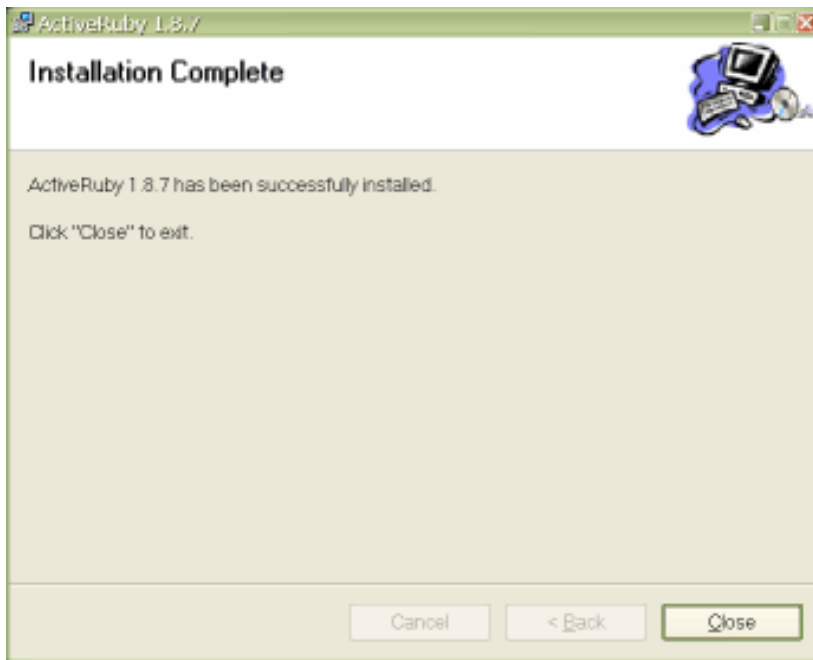 ActiveRuby 1.8.7
Installation Complete
ActiveRuby 1.8.7 has been successfully installed.
Click "Close" to exit.
Cancel
< Back
Close